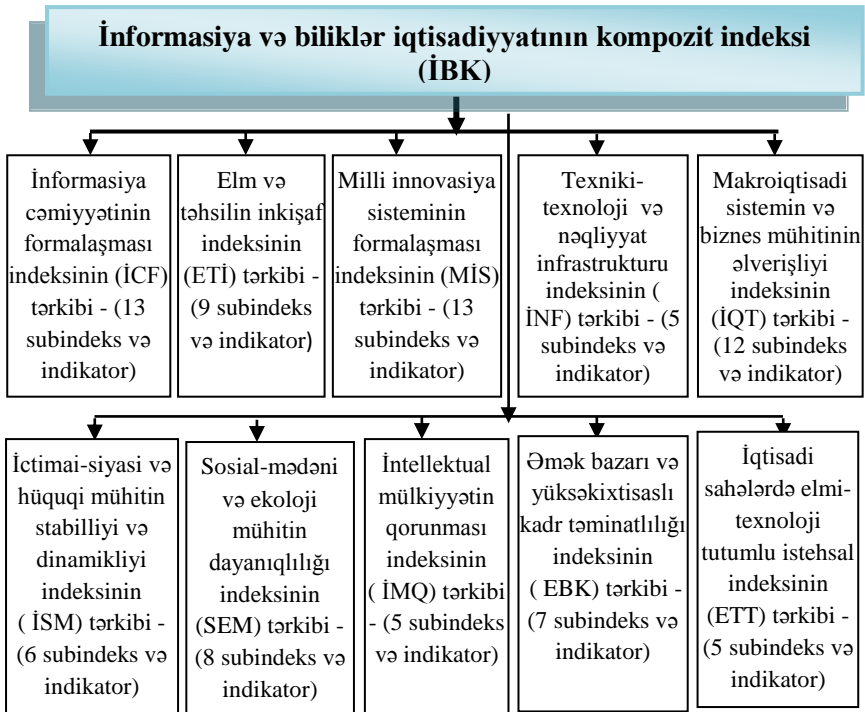 İnformasiya və biliklər iqtisadiyyatının kompozit indeksi
(İBK)
İnformasiya
cəmiyyətinin
formalaşması
indeksinin (İCF)
tərkibi - (13
subindeks və
indikator)
Elm və
təhsilin inkişaf
indeksinin
(ETİ) tərkibi -
(9 subindeks
və indikator)
Milli innovasiya
sisteminin
formalaşması
indeksinin (MİS)
tərkibi - (13
subindeks və
indikator)
Texniki-
texnoloji və
nəqliyyat
infrastrukturu
indeksinin (
İNF) tərkibi - (5
subindeks və
indikator)
Makroiqtisadi
sistemin və
biznes mühitinin
əlverişliyi
indeksinin
(İQT) tərkibi -
(12 subindeks
və indikator)
İctimai-siyasi və
hüquqi mühitin
stabilliyi və
dinamikliyi
indeksinin
( İSM) tərkibi -
(6 subindeks və
indikator)
Sosial-mədəni
və ekoloji
mühitin
dayanıqlılığı
indeksinin
(SEM) tərkibi -
(8 subindeks və
indikator)
İntellektual
mülkiyyətin
qorunması
indeksinin
( İMQ) tərkibi
- (5 subindeks
və indikator)
Əmək bazarı və
yüksəkixtisaslı
kadr təminatlılığı
indeksinin
( EBK) tərkibi -
(7 subindeks və
indikator)
İqtisadi
sahələrdə elmi-
texnoloji
tutumlu istehsal
indeksinin
(ETT) tərkibi -
(5 subindeks və
indikator)